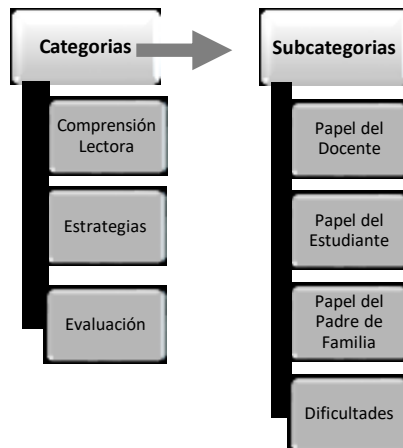 Categorias
Comprensión
Lectora
Estrategias
Evaluación
Subcategorias
Papel del
Docente
Papel del
Estudiante
Papel del
Padre de
Familia
Dificultades